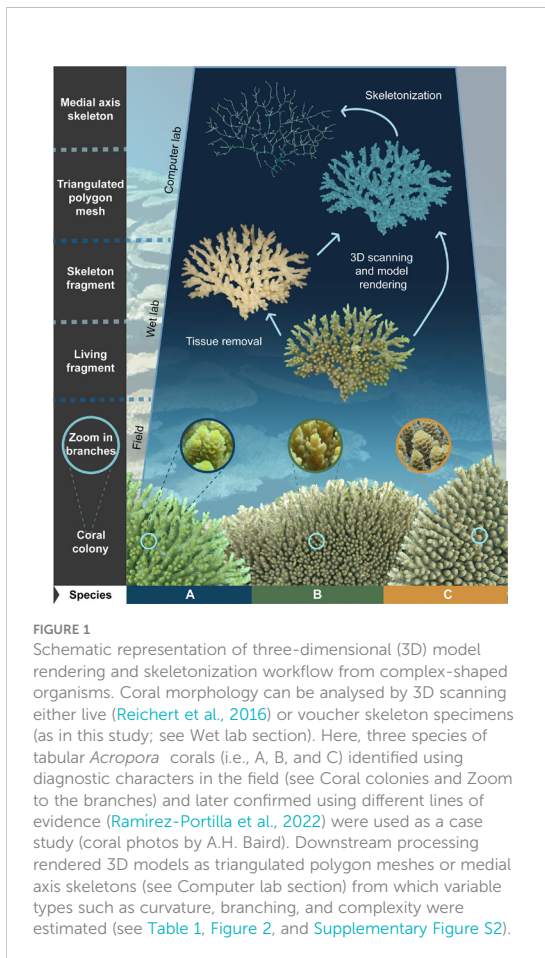 Medial axis
skeleton
Triangulated
polygon
mesh
Skeleton
fragment
Living
fragment
Zoom in
branches
Coral
colony
Species
Computer lab
Wet lab
Field
Skeletonization
3D scanning
and model
rendering
Tissue removal
A
B
C
FIGURE 1
Schematic representation of three-dimensional (3D) model
rendering and skeletonization workflow from complex-shaped
organisms. Coral morphology can be analysed by 3D scanning
either live (Reichert et al., 2016) or voucher skeleton specimens
(as in this study; see Wet lab section). Here, three species of
tabular Acropora corals (i.e., A, B, and C) identified using
diagnostic characters in the field (see Coral colonies and Zoom
to the branches) and later confirmed using different lines of
evidence (Ramírez-Portilla et al., 2022) were used as a case
study (coral photos by A.H. Baird). Downstream processing
rendered 3D models as triangulated polygon meshes or medial
axis skeletons (see Computer lab section) from which variable
types such as curvature, branching, and complexity were
estimated (see Table 1, Figure 2, and Supplementary Figure S2).